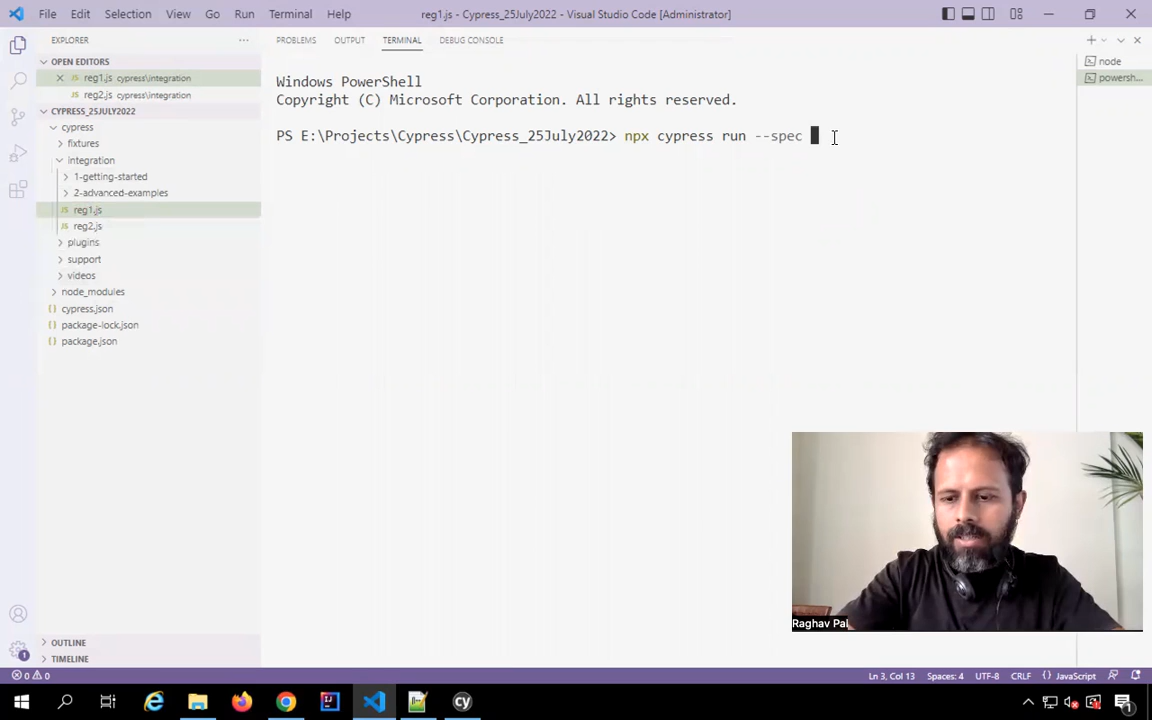 File Edit Selection View Go Run Terminal Help reg1.js - Cypress_25July2022 - Visual Studio Code [Administrator]
EXPLORER
PROBLEMS OUTPUT TERMINAL DEBUG CONSOLE
OPEN EDITORS
reg1.js cypress\integration
reg2.js cypress\integration
CYPRESS_25JULY2022
cypress
fixtures
integration
1-getting-started
2-advanced-examples
reg1.js
reg2.js
plugins
support
videos
node_modules
cypress.json
package-lock.json
package.json
OUTLINE
TIMELINE
Windows PowerShell
Copyright (C) Microsoft Corporation. All rights reserved.
PS E:\Projects\Cypress\Cypress_25July2022> npx cypress run --spec
node
powersh...
Raghav Pal
0 0 Ln 3, Col 13 Spaces: 4 UTF-8 CRLF {} JavaScript
cy
1